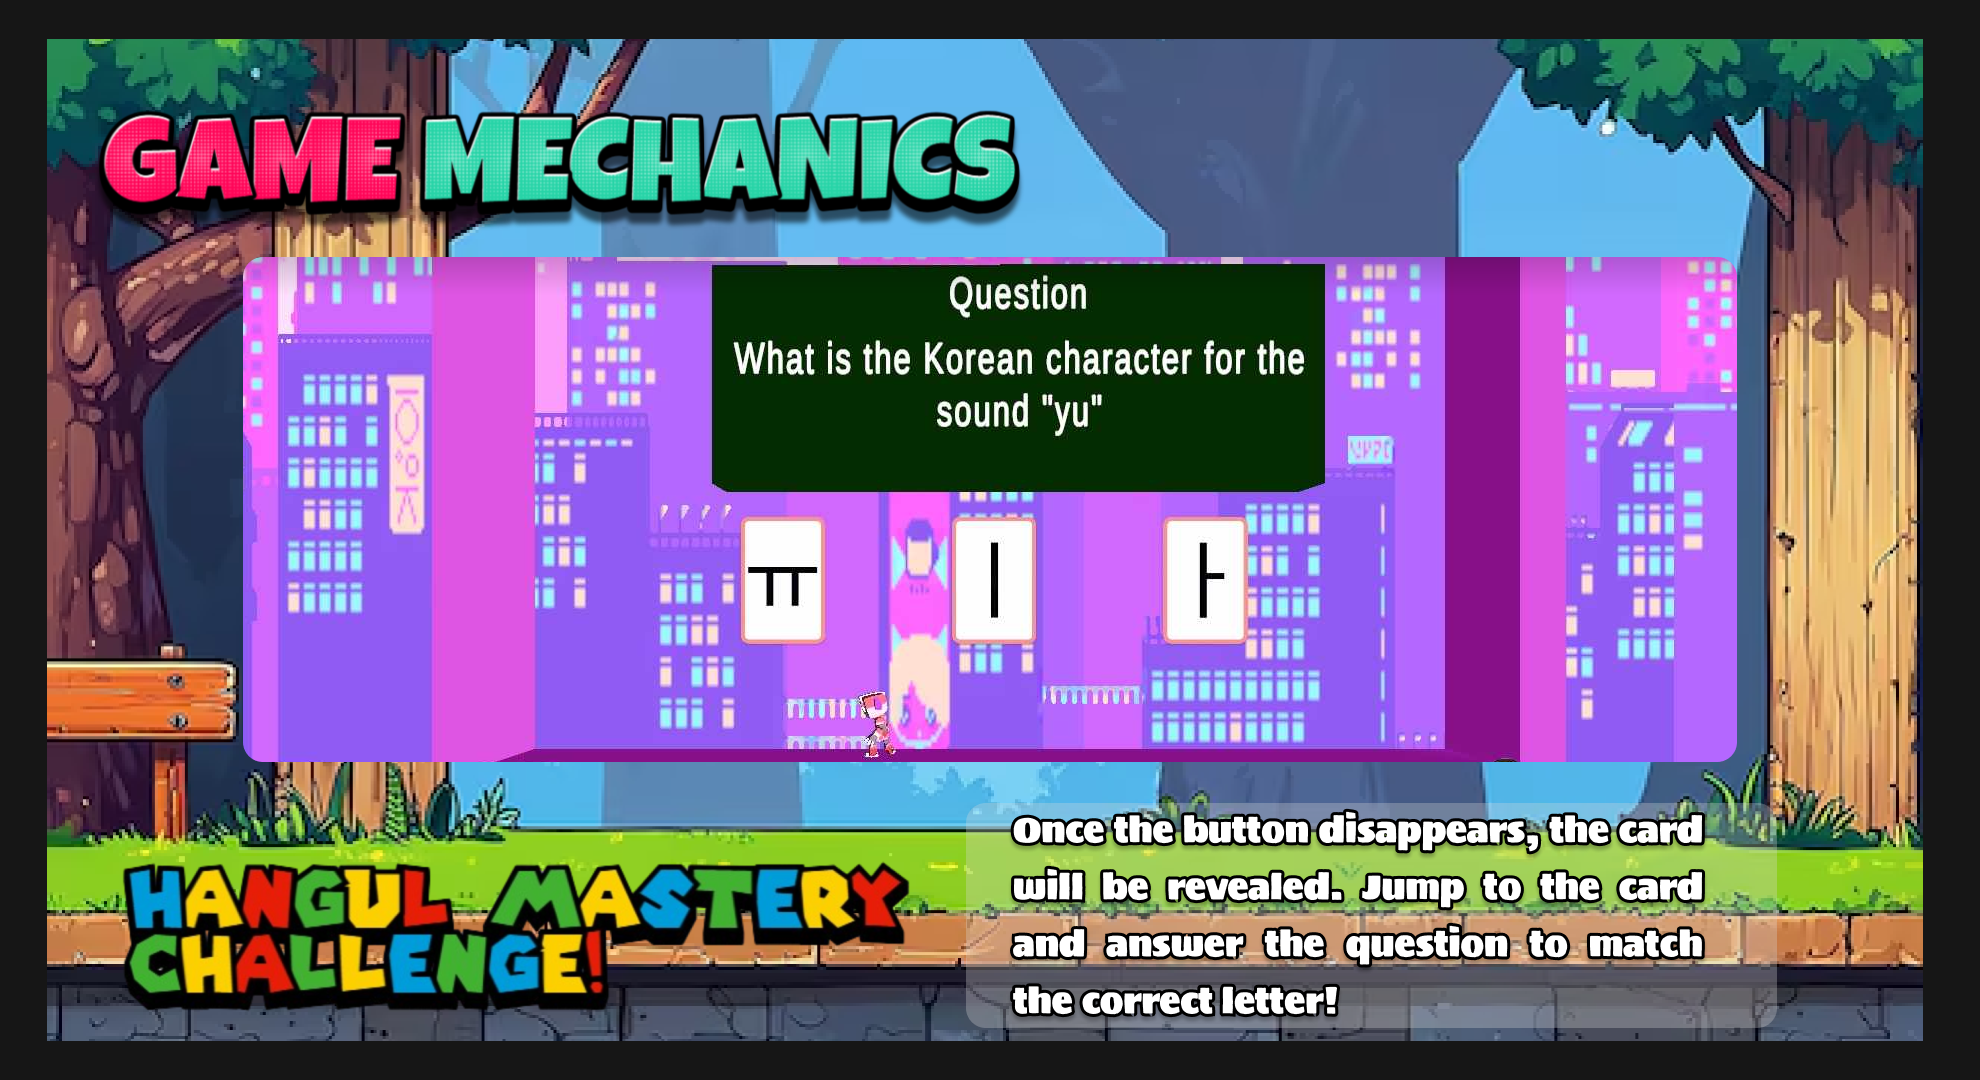 GAME MECHANICS
Question
What is the Korean character for the
sound "yu"
ㅠ ㅣ ㅏ
HANGUL MASTERY
CHALLENGE!
Once the button disappears, the card
will be revealed. Jump to the card
and answer the question to match
the correct letter!